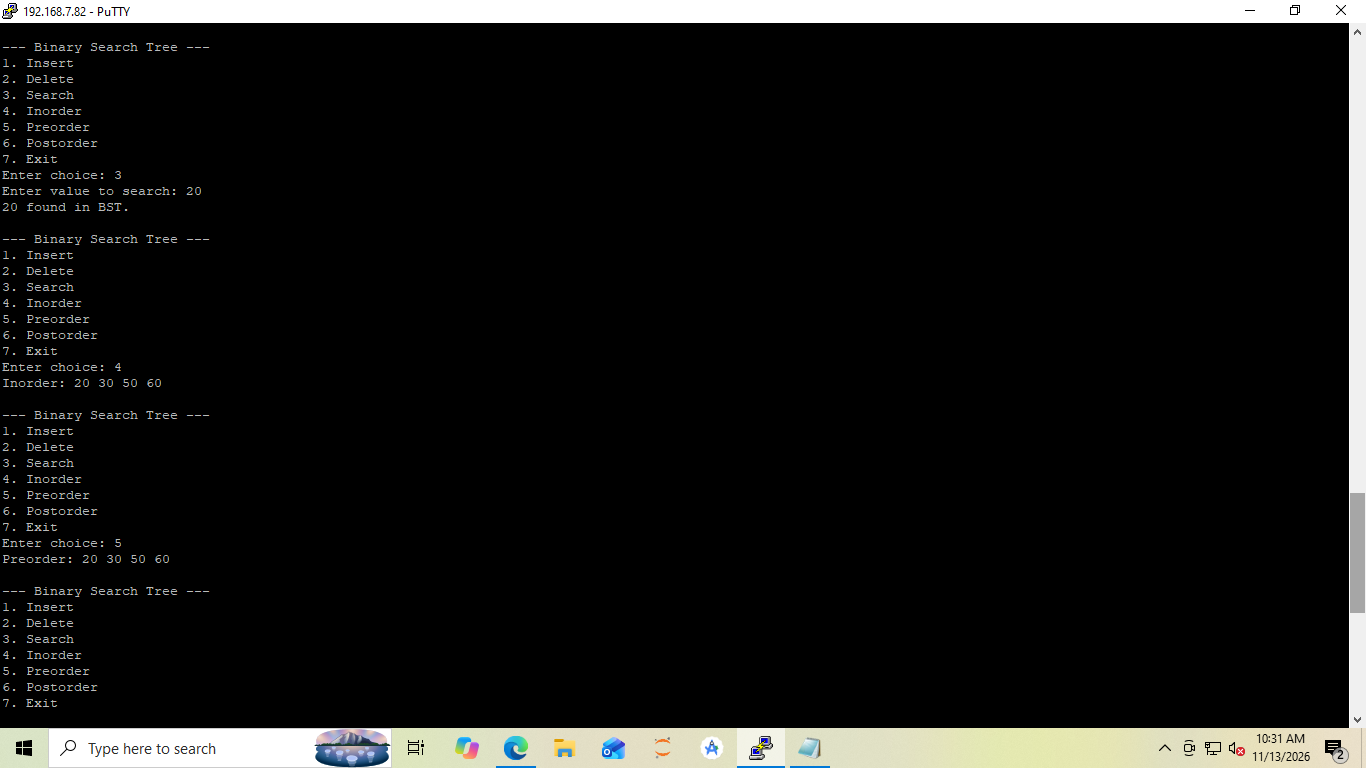 192.168.7.82 - PuTTY
--- Binary Search Tree ---
1. Insert
2. Delete
3. Search
4. Inorder
5. Preorder
6. Postorder
7. Exit
Enter choice: 3
Enter value to search: 20
20 found in BST.
--- Binary Search Tree ---
1. Insert
2. Delete
3. Search
4. Inorder
5. Preorder
6. Postorder
7. Exit
Enter choice: 4
Inorder: 20 30 50 60
--- Binary Search Tree ---
1. Insert
2. Delete
3. Search
4. Inorder
5. Preorder
6. Postorder
7. Exit
Enter choice: 5
Preorder: 20 30 50 60
--- Binary Search Tree ---
1. Insert
2. Delete
3. Search
4. Inorder
5. Preorder
6. Postorder
7. Exit
Type here to search
10:31 AM
11/13/2026
2